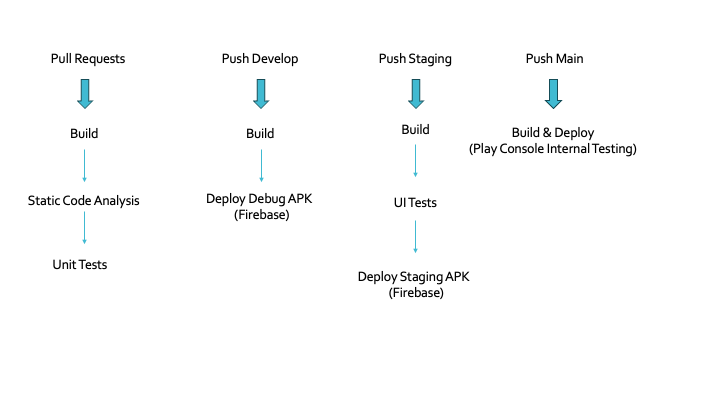 Pull Requests
Build
Static Code Analysis
Unit Tests
Push Develop
Build
Deploy Debug APK
(Firebase)
Push Staging
Build
UI Tests
Deploy Staging APK
(Firebase)
Push Main
Build & Deploy
(Play Console Internal Testing)